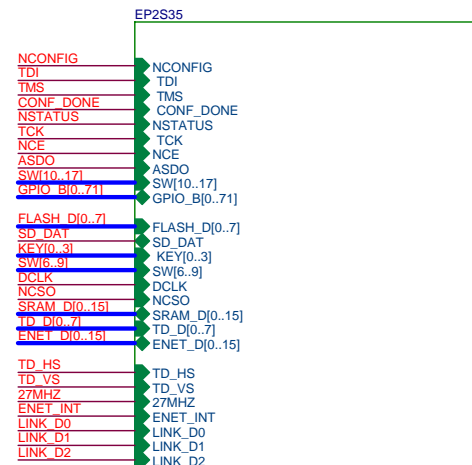 EP2S35
NCONFIG NCONFIG
TDI TDI
TMS TMS
CONF_DONE CONF_DONE
NSTATUS NSTATUS
TCK TCK
NCE NCE
ASDO ASDO
SW[10..17] SW[10..17]
GPIO_B[0..71] GPIO_B[0..71]
FLASH_D[0..7] FLASH_D[0..7]
SD_DAT SD_DAT
KEY[0..3] KEY[0..3]
SW[6..9] SW[6..9]
DCLK DCLK
NCSO NCSO
SRAM_D[0..15] SRAM_D[0..15]
TD_D[0..7] TD_D[0..7]
ENET_D[0..15] ENET_D[0..15]
TD_HS TD_HS
TD_VS TD_VS
27MHZ 27MHZ
ENET_INT ENET_INT
LINK_D0 LINK_D0
LINK_D1 LINK_D1
LINK_D2 LINK_D2